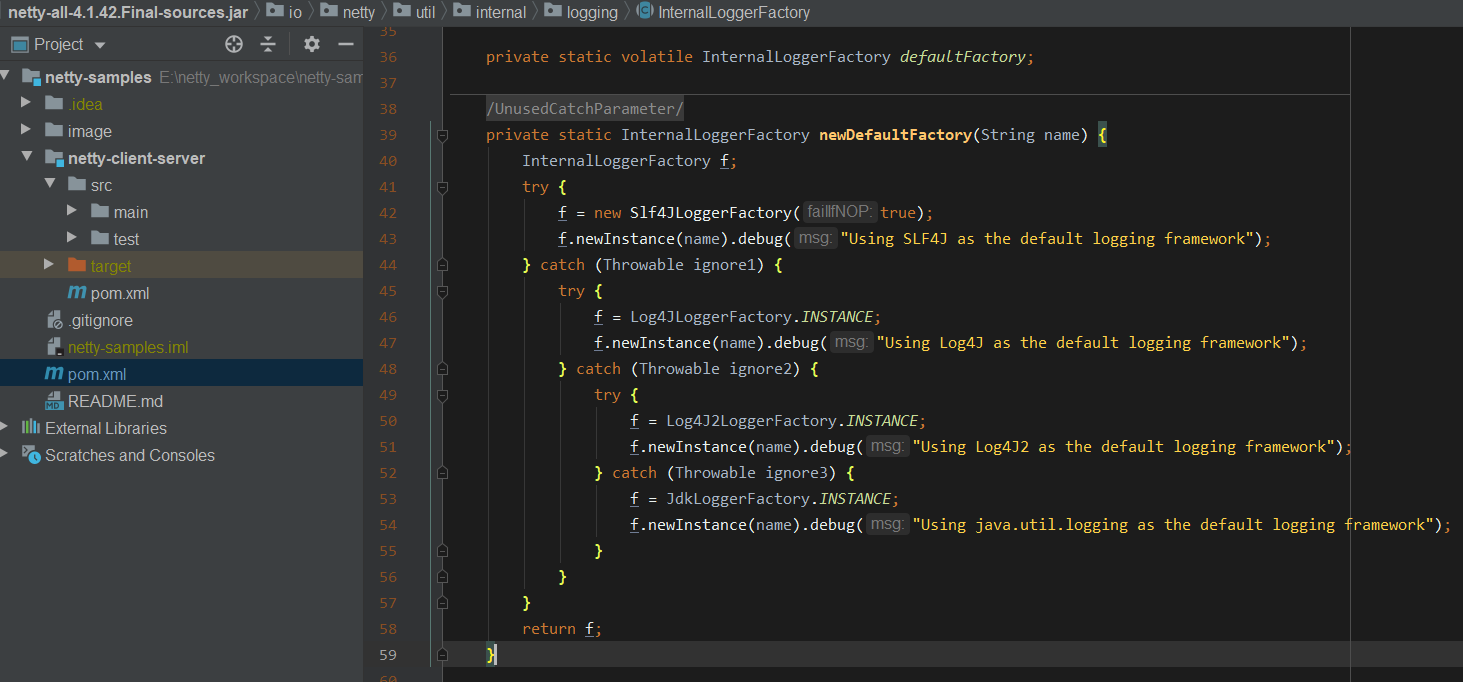 netty-all-4.1.42.Final-sources.jar io netty util internal logging InternalLoggerFactory
Project
netty-samples E:\netty_workspace\netty-sam
.idea
image
netty-client-server
src
main
test
target
pom.xml
.gitignore
netty-samples.iml
pom.xml
README.md
External Libraries
Scratches and Consoles
35
36 private static volatile InternalLoggerFactory defaultFactory;
37
38 /UnusedCatchParameter/
39 private static InternalLoggerFactory newDefaultFactory(String name) {
40 InternalLoggerFactory f;
41 try {
42 f = new Slf4JLoggerFactory( failIfNOP: true);
43 f.newInstance(name).debug( msg: "Using SLF4J as the default logging framework");
44 } catch (Throwable ignore1) {
45 try {
46 f = Log4JLoggerFactory.INSTANCE;
47 f.newInstance(name).debug( msg: "Using Log4J as the default logging framework");
48 } catch (Throwable ignore2) {
49 try {
50 f = Log4J2LoggerFactory.INSTANCE;
51 f.newInstance(name).debug( msg: "Using Log4J2 as the default logging framework");
52 } catch (Throwable ignore3) {
53 f = JdkLoggerFactory.INSTANCE;
54 f.newInstance(name).debug( msg: "Using java.util.logging as the default logging framework");
55 }
56 }
57 }
58 return f;
59 }
60